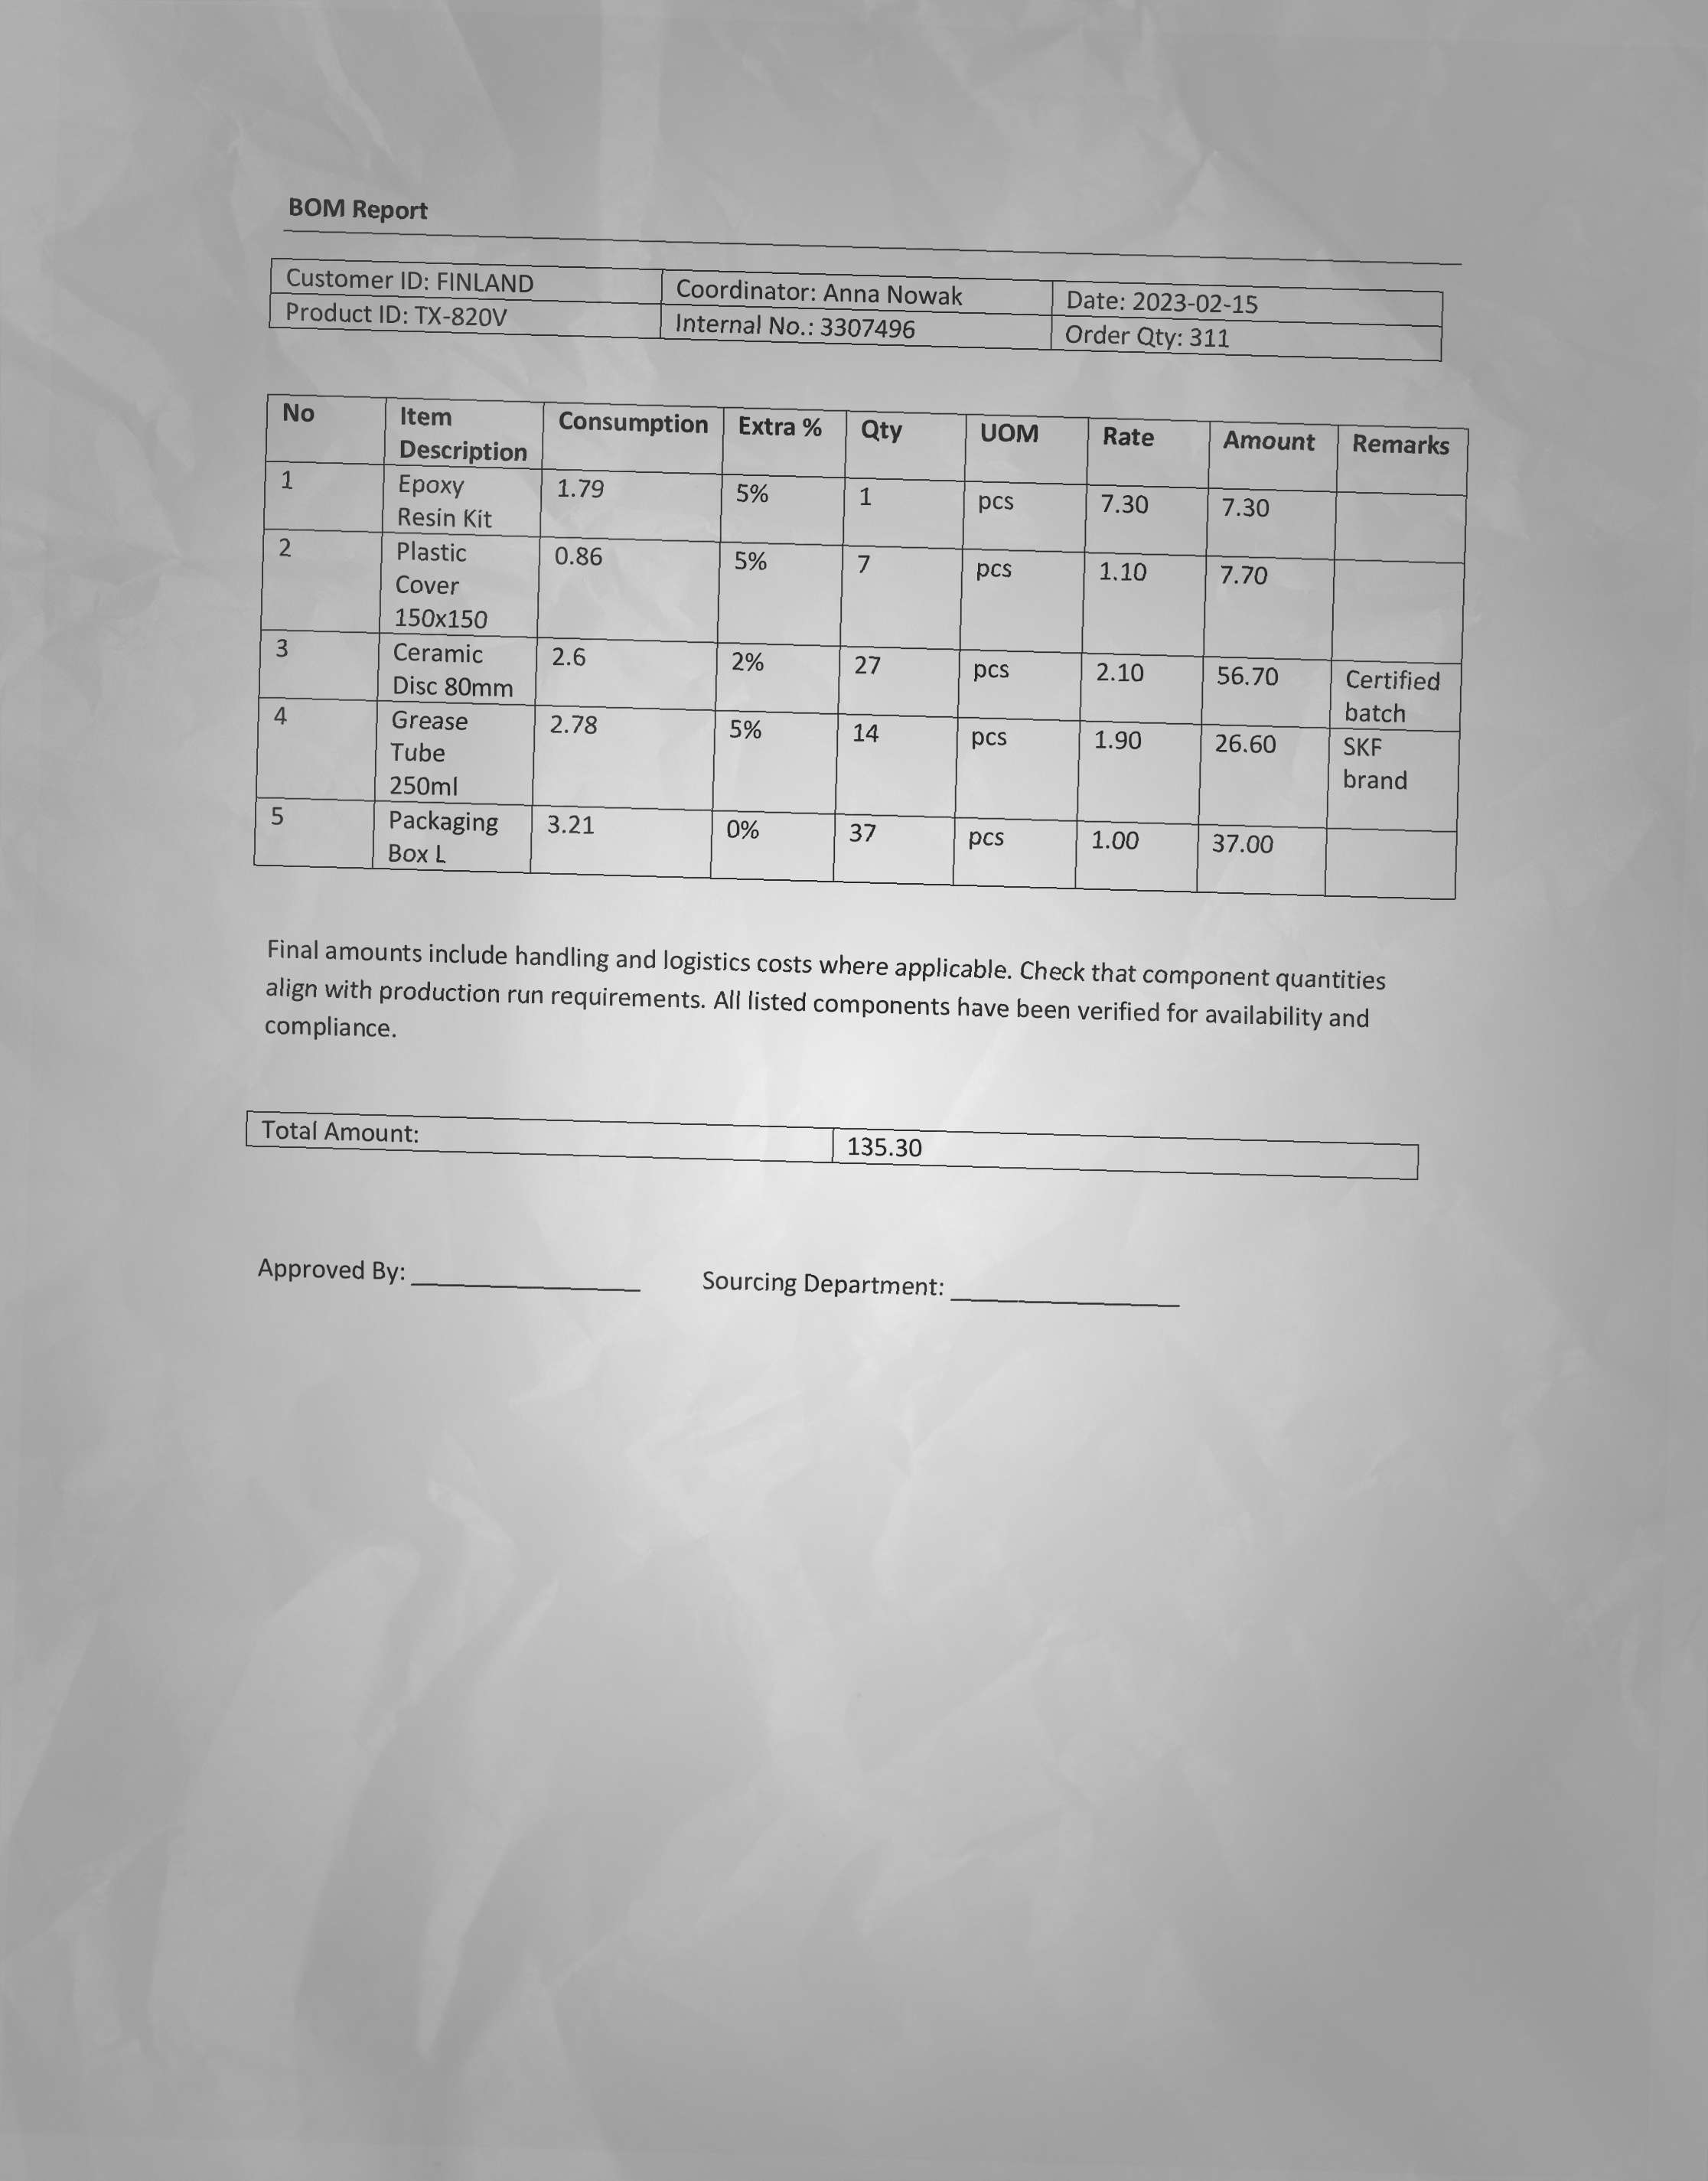 BOM Report
Customer ID: FINLAND Coordinator: Anna Nowak Date: 2023-02-15
Product ID: TX-820V Internal No.: 3307496 Order Qty: 311
No Item Description Consumption Extra % Qty UOM Rate Amount Remarks
1 Epoxy Resin Kit 1.79 5% 1 pcs 7.30 7.30
2 Plastic Cover 150x150 0.86 5% 7 pcs 1.10 7.70
3 Ceramic Disc 80mm 2.6 2% 27 pcs 2.10 56.70 Certified batch
4 Grease Tube 250ml 2.78 5% 14 pcs 1.90 26.60 SKF brand
5 Packaging Box L 3.21 0% 37 pcs 1.00 37.00
Final amounts include handling and logistics costs where applicable. Check that component quantities
align with production run requirements. All listed components have been verified for availability and
compliance.
Total Amount: 135.30
Approved By: _______________ Sourcing Department: _______________